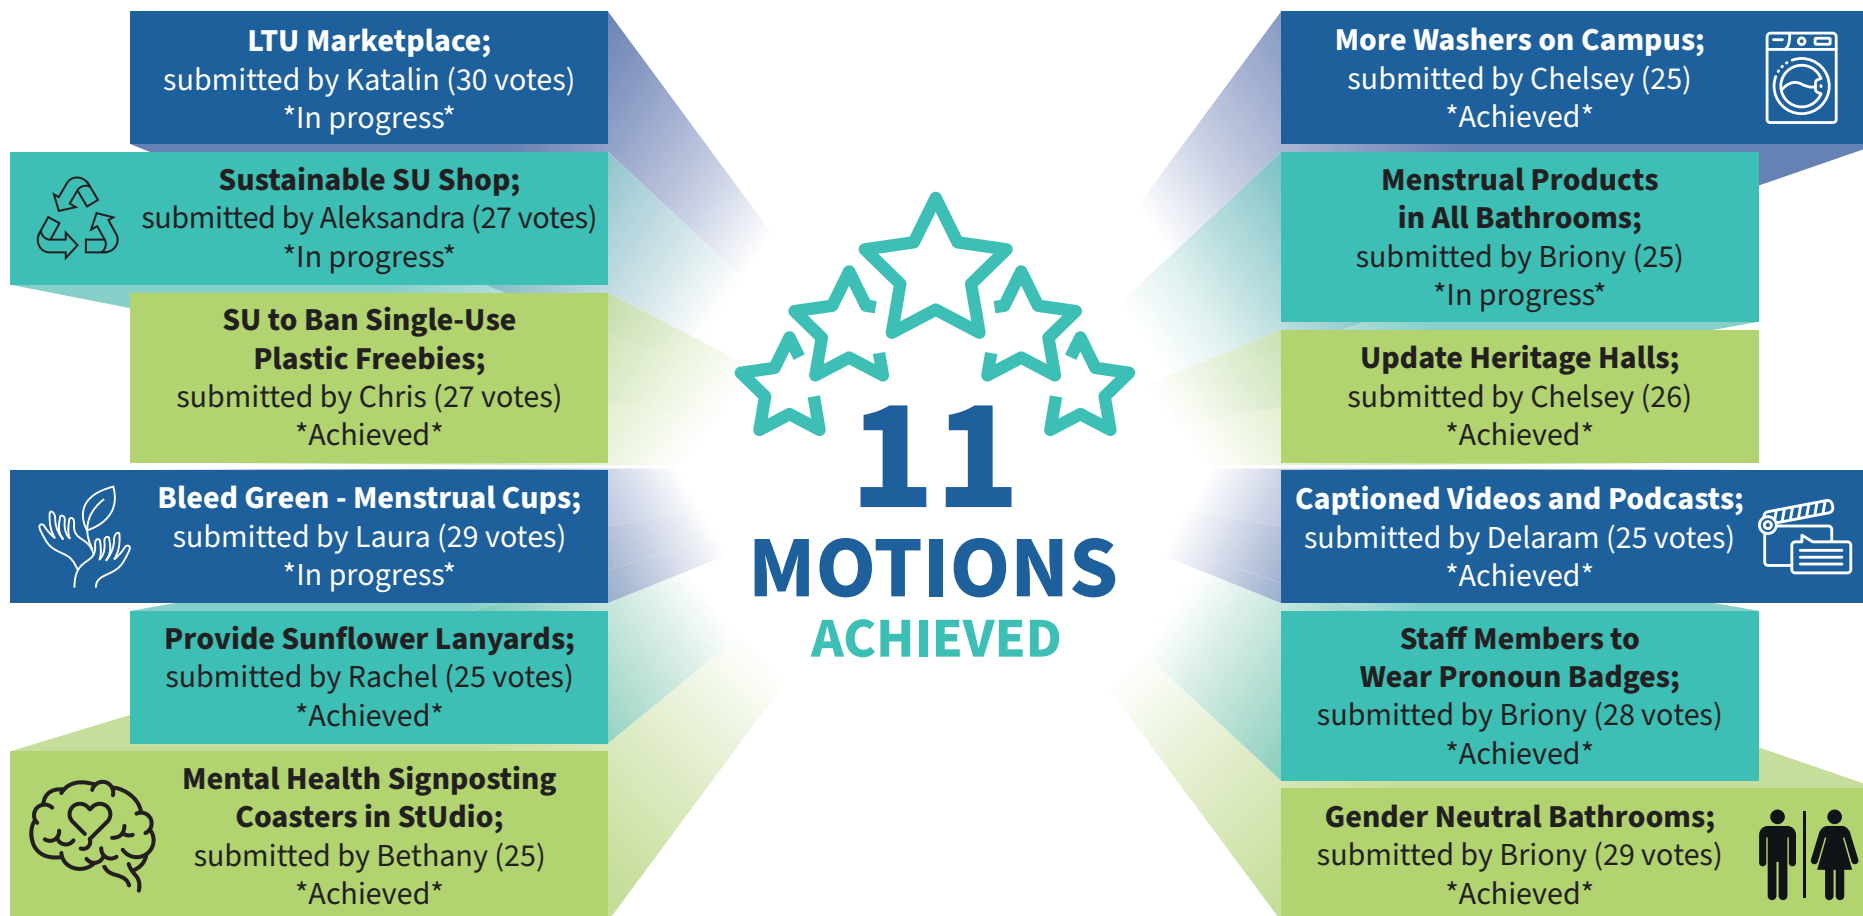 LTU Marketplace;
submitted by Katalin (30 votes)
*In progress*
Sustainable SU Shop;
submitted by Aleksandra (27 votes)
*In progress*
SU to Ban Single-Use
Plastic Freebies;
submitted by Chris (27 votes)
*Achieved*
Bleed Green - Menstrual Cups;
submitted by Laura (29 votes)
*In progress*
Provide Sunflower Lanyards;
submitted by Rachel (25 votes)
*Achieved*
Mental Health Signposting
Coasters in StUdio;
submitted by Bethany (25)
*Achieved*
11
MOTIONS
ACHIEVED
More Washers on Campus;
submitted by Chelsey (25)
*Achieved*
Menstrual Products
in All Bathrooms;
submitted by Briony (25)
*In progress*
Update Heritage Halls;
submitted by Chelsey (26)
*Achieved*
Captioned Videos and Podcasts;
submitted by Delaram (25 votes)
*Achieved*
Staff Members to
Wear Pronoun Badges;
submitted by Briony (28 votes)
*Achieved*
Gender Neutral Bathrooms;
submitted by Briony (29 votes)
*Achieved*